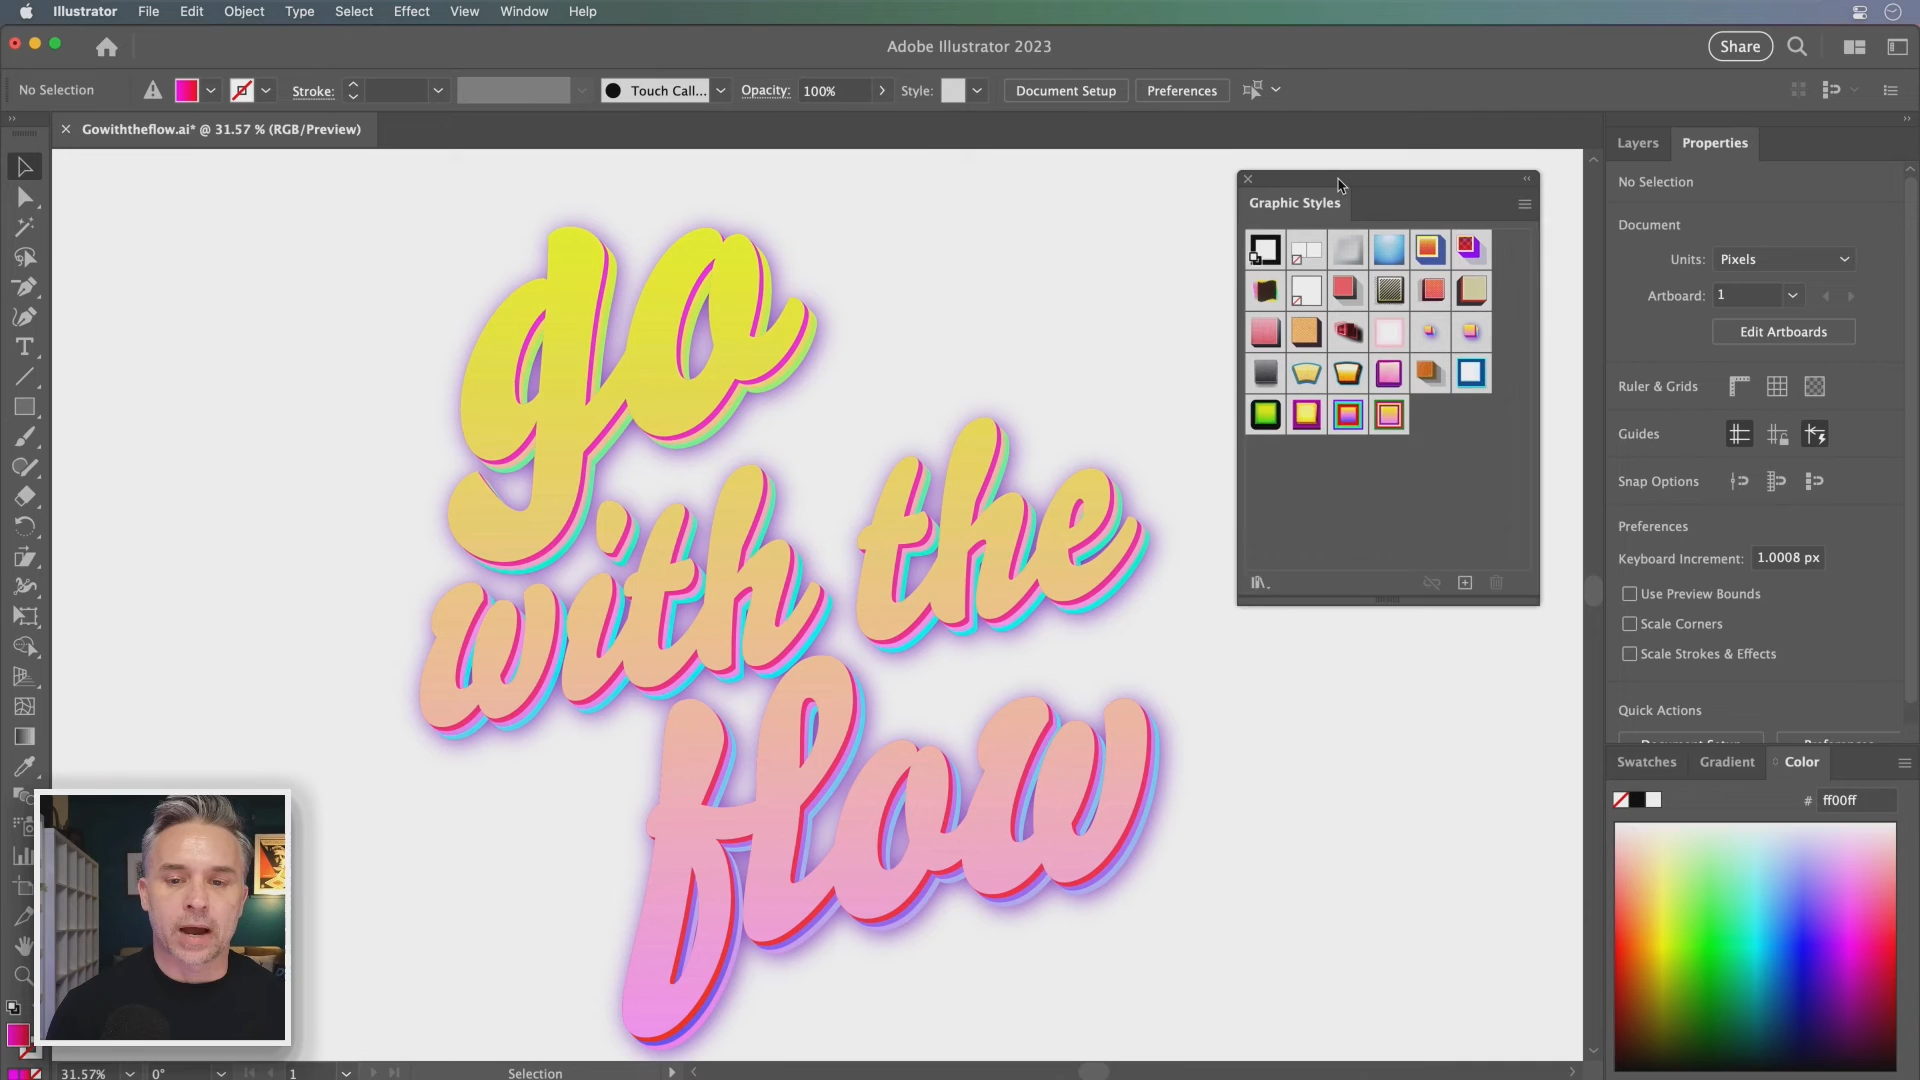 Illustrator File Edit Object Type Select Effect View Window Help
Adobe Illustrator 2023
Share
No Selection
Stroke:
Touch Call...
Opacity: 100%
Style:
Document Setup
Preferences
Gowiththeflow.ai* @ 31.57 % (RGB/Preview)
go
with the
flow
Graphic Styles
Layers
Properties
No Selection
Document
Units: Pixels
Artboard: 1
Edit Artboards
Ruler & Grids
Guides
Snap Options
Preferences
Keyboard Increment: 1.0008 px
Use Preview Bounds
Scale Corners
Scale Strokes & Effects
Quick Actions
Document Setup
Preferences
Swatches Gradient Color
# ff00ff
31.57% 0° 1 Selection